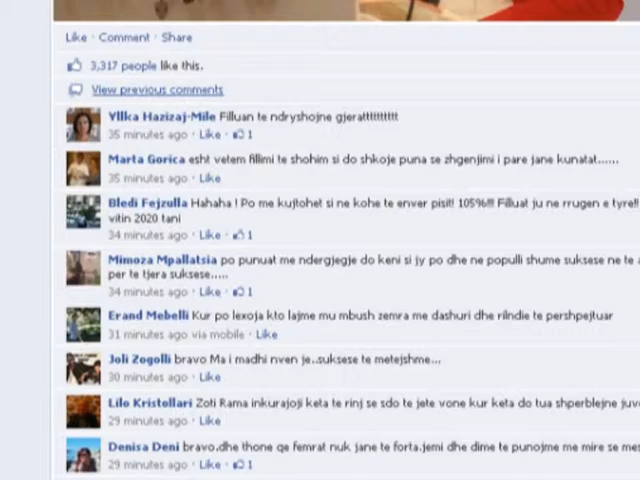 Like · Comment · Share
3,317 people like this.
View previous comments
Yllka Hazizaj-Mile Filluan te ndryshojne gjeratttttttttt
35 minutes ago · Like · 1
Marta Gorica esht vetem fillimi te shohim si do shkoje puna se zhgenjimi i pare jane kunatat......
35 minutes ago · Like
Bledi Fejzulla Hahaha ! Po me kujtohet si ne kohe te enver pisit! 105%!!! Filluat ju ne rrugen e tyre!!
vitin 2020 tani
34 minutes ago · Like · 1
Mimoza Mpallatsia po punuat me ndergjegje do keni si jy po dhe ne populli shume suksese ne te
per te tjera suksese.....
34 minutes ago · Like · 1
Erand Mebelli Kur po lexoja kto lajme mu mbush zemra me dashuri dhe rilndie te pershpejtuar
31 minutes ago via mobile · Like
Joli Zogolli bravo Ma i madhi nven je..suksese te metejshme...
30 minutes ago · Like
Lilo Kristollari Zoti Rama inkurajoji keta te rinj se sdo te jete vone kur keta do tua shperblejne
29 minutes ago · Like
Denisa Deni bravo.dhe thone qe femrat nuk jane te forta.jemi dhe dime te punojme me mire se
29 minutes ago · Like · 1